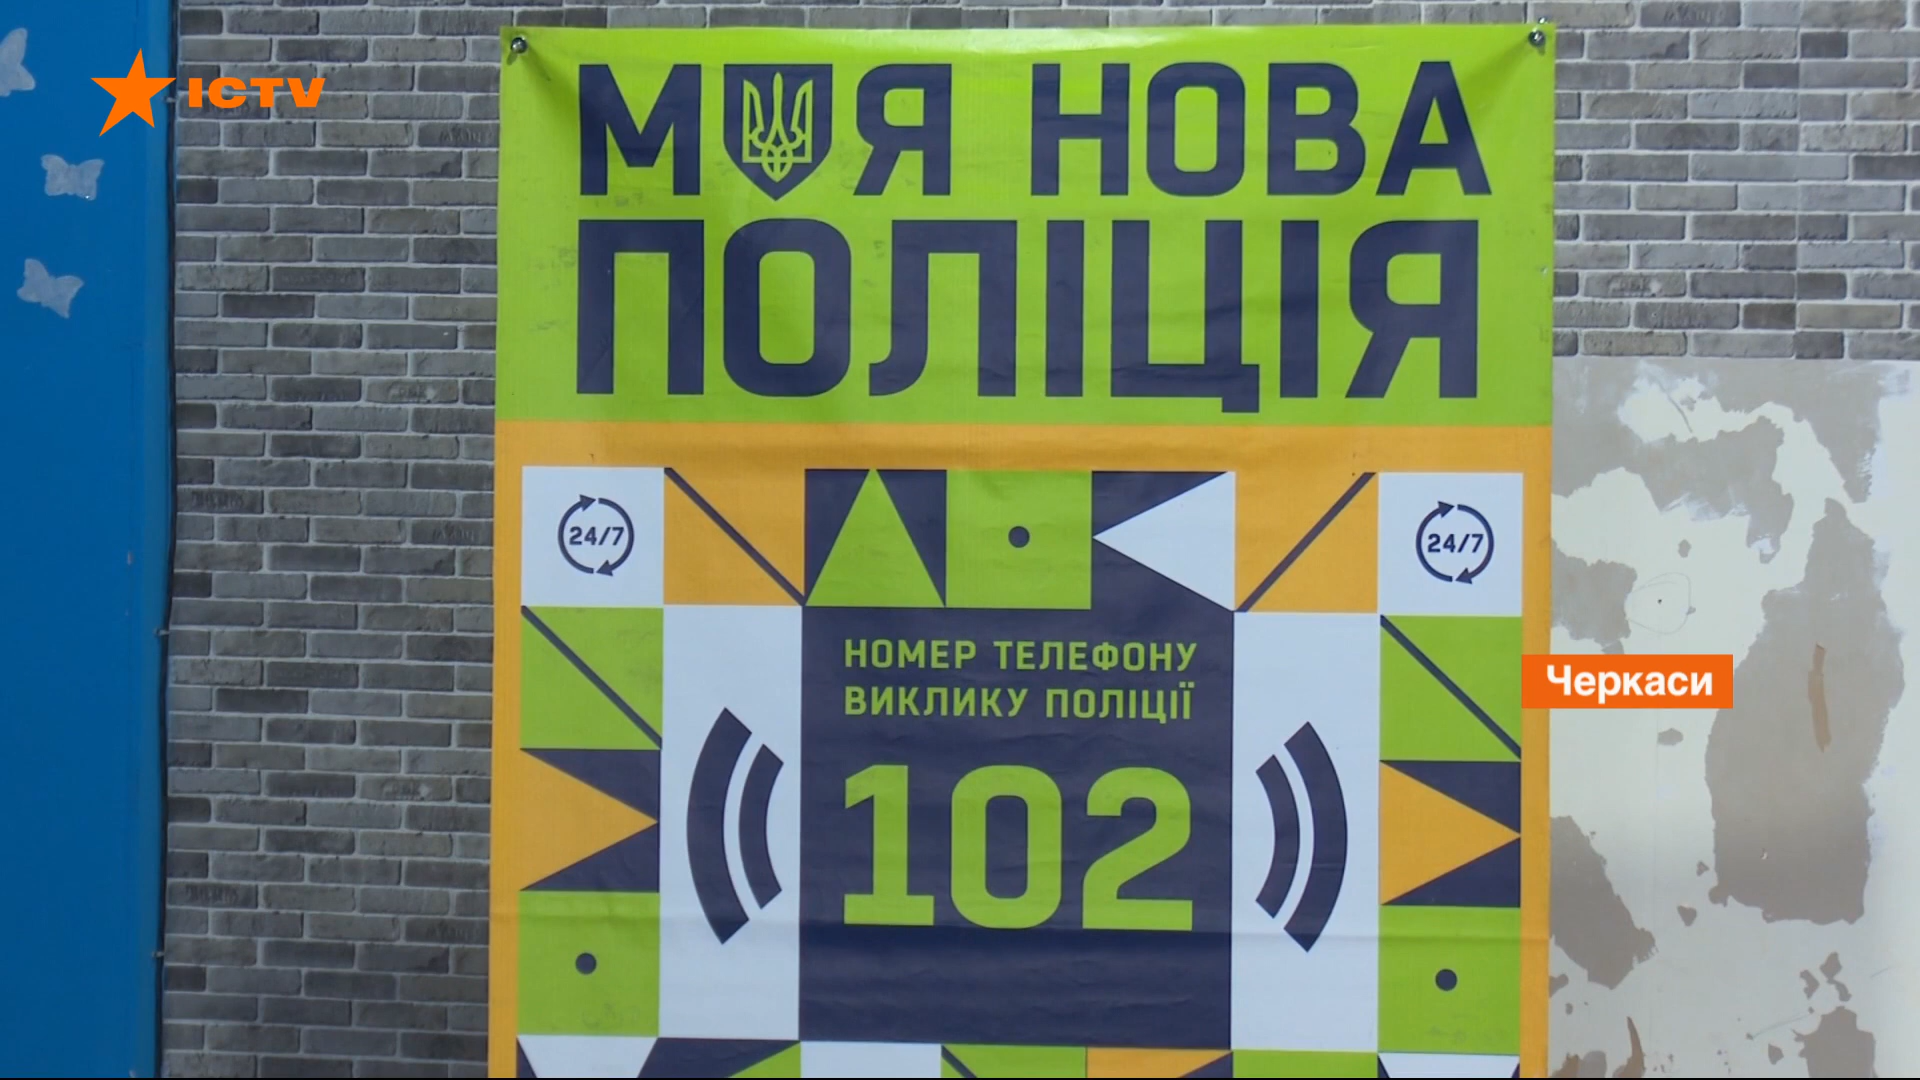 ICTV
МОЯ НОВА
ПОЛІЦІЯ
24/7
24/7
НОМЕР ТЕЛЕФОНУ
ВИКЛИКУ ПОЛІЦІЇ
Черкаси
102